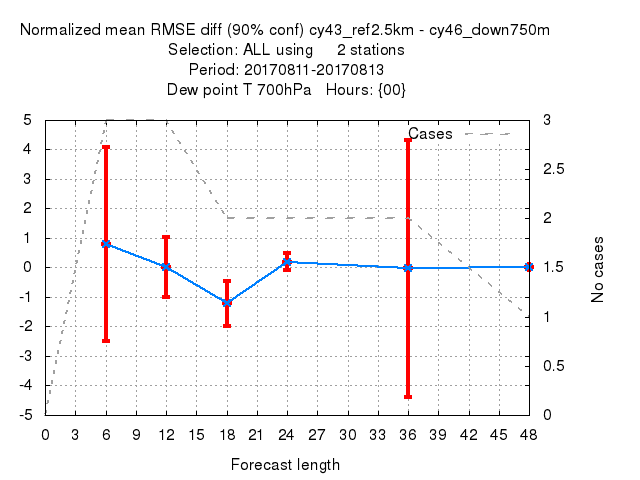 Normalized mean RMSE diff (90% conf) cy43_ref2.5km - cy46_down750m
Selection: ALL using 2 stations
Period: 20170811-20170813
Dew point T 700hPa Hours: {00}
Cases
5
4
3
2
1
0
-1
-2
-3
-4
-5
3
2.5
2
1.5
1
0.5
0
No cases
0 3 6 9 12 15 18 21 24 27 30 33 36 39 42 45 48
Forecast length